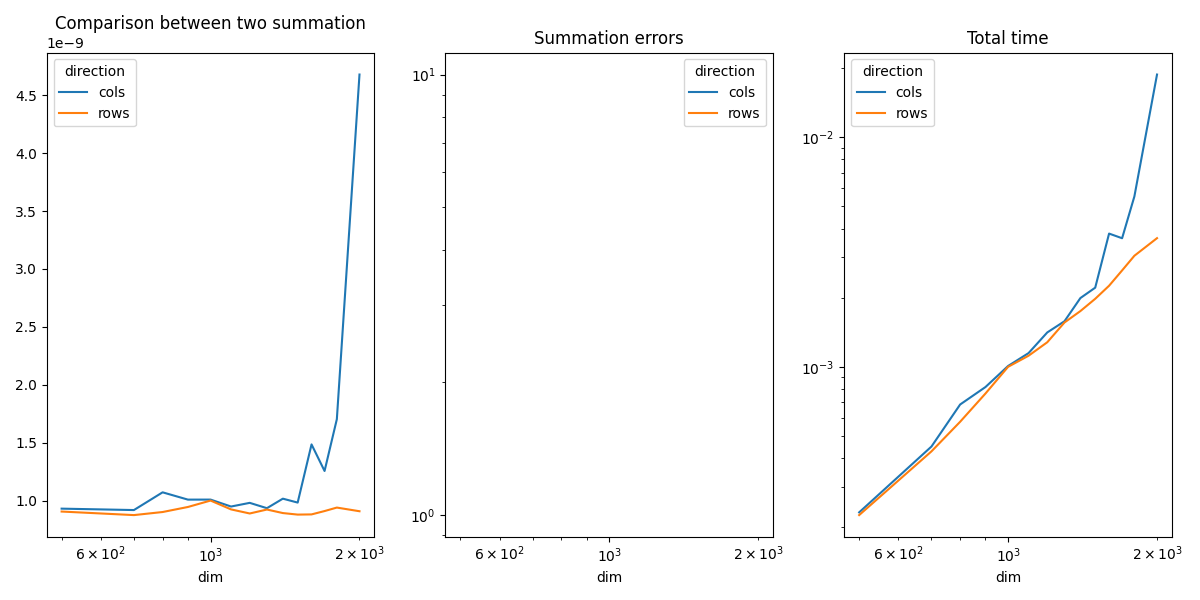 Comparison between two summation
1e−9
direction
cols
rows
4.5
4.0
3.5
3.0
2.5
2.0
1.5
1.0
6 × 10²
10³
2 × 10³
dim
Summation errors
direction
cols
rows
10¹
10⁰
6 × 10²
10³
2 × 10³
dim
Total time
direction
cols
rows
10⁻²
10⁻³
6 × 10²
10³
2 × 10³
dim